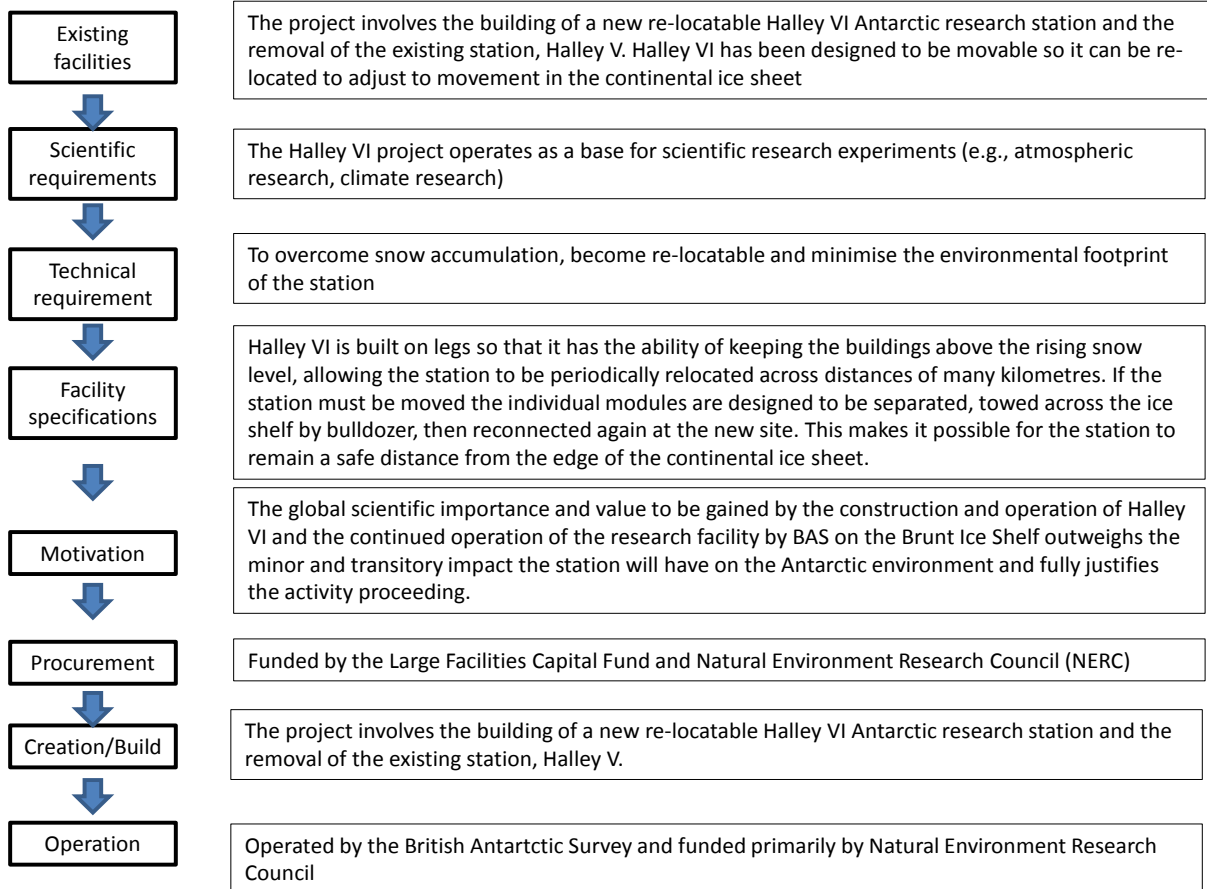 Existing
facilities
The project involves the building of a new re-locatable Halley VI Antarctic research station and the
removal of the existing station, Halley V. Halley VI has been designed to be movable so it can be re-
located to adjust to movement in the continental ice sheet
Scientific
requirements
The Halley VI project operates as a base for scientific research experiments (e.g., atmospheric
research, climate research)
Technical
requirement
To overcome snow accumulation, become re-locatable and minimise the environmental footprint
of the station
Facility
specifications
Halley VI is built on legs so that it has the ability of keeping the buildings above the rising snow
level, allowing the station to be periodically relocated across distances of many kilometres. If the
station must be moved the individual modules are designed to be separated, towed across the ice
shelf by bulldozer, then reconnected again at the new site. This makes it possible for the station to
remain a safe distance from the edge of the continental ice sheet.
Motivation
The global scientific importance and value to be gained by the construction and operation of Halley
VI and the continued operation of the research facility by BAS on the Brunt Ice Shelf outweighs the
minor and transitory impact the station will have on the Antarctic environment and fully justifies
the activity proceeding.
Procurement
Funded by the Large Facilities Capital Fund and Natural Environment Research Council (NERC)
Creation/Build
The project involves the building of a new re-locatable Halley VI Antarctic research station and the
removal of the existing station, Halley V.
Operation
Operated by the British Antartctic Survey and funded primarily by Natural Environment Research
Council